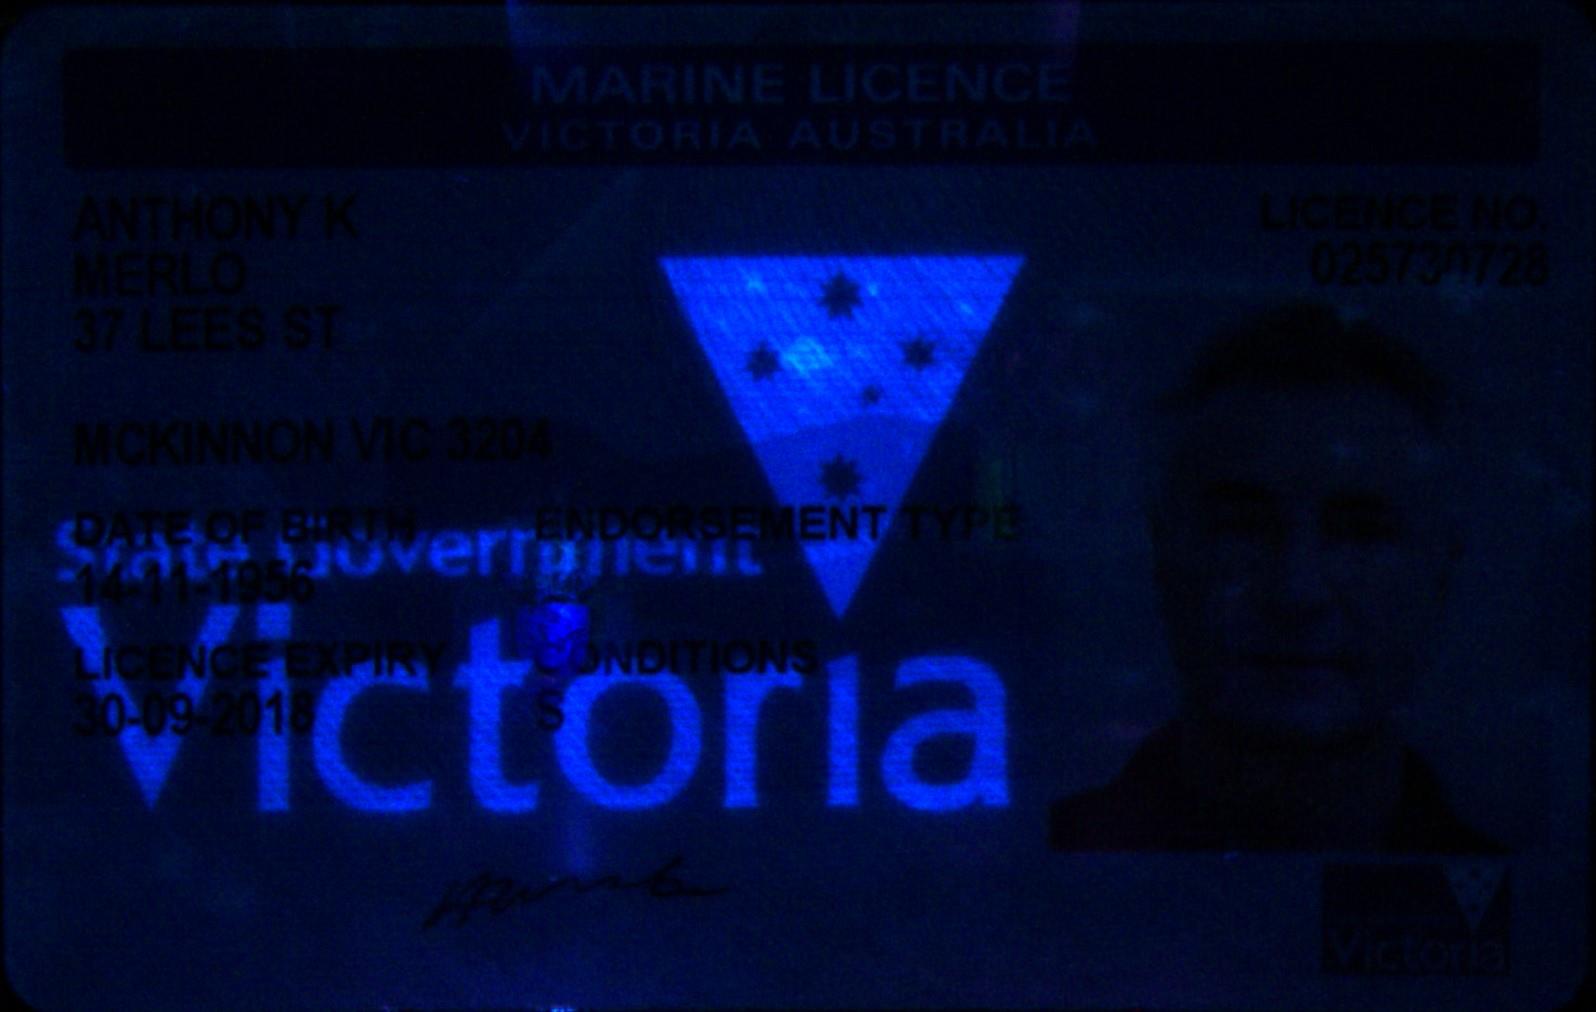 MARINE LICENCE
VICTORIA AUSTRALIA
ANTHONY K
MERLO
37 LEES ST
MCKINNON VIC 3204
LICENCE NO.
025730728
DATE OF BIRTH
14-11-1956
ENDORSEMENT TYPE
LICENCE EXPIRY
30-09-2018
CONDITIONS
S
State Government
Victoria
Victoria